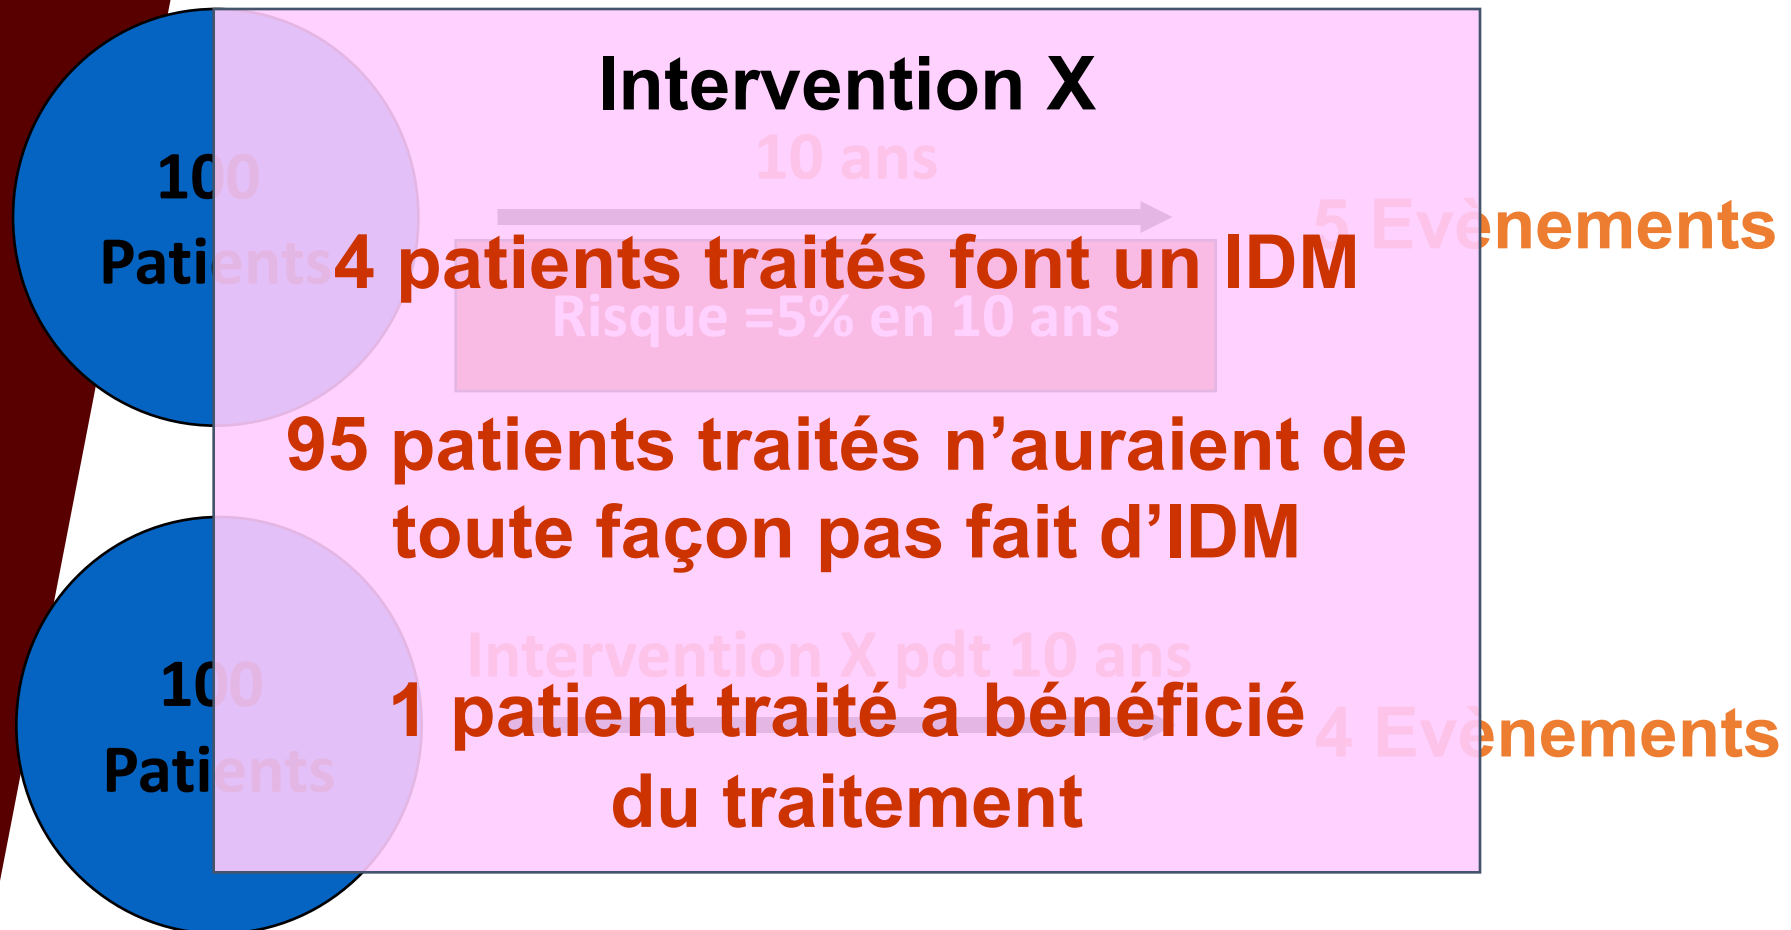 Intervention X
10 ans
100
Patients
5 Evènements
4 patients traités font un IDM
Risque =5% en 10 ans
95 patients traités n’auraient de
toute façon pas fait d’IDM
Intervention X pdt 10 ans
100
Patients
1 patient traité a bénéficié
du traitement
4 Evènements